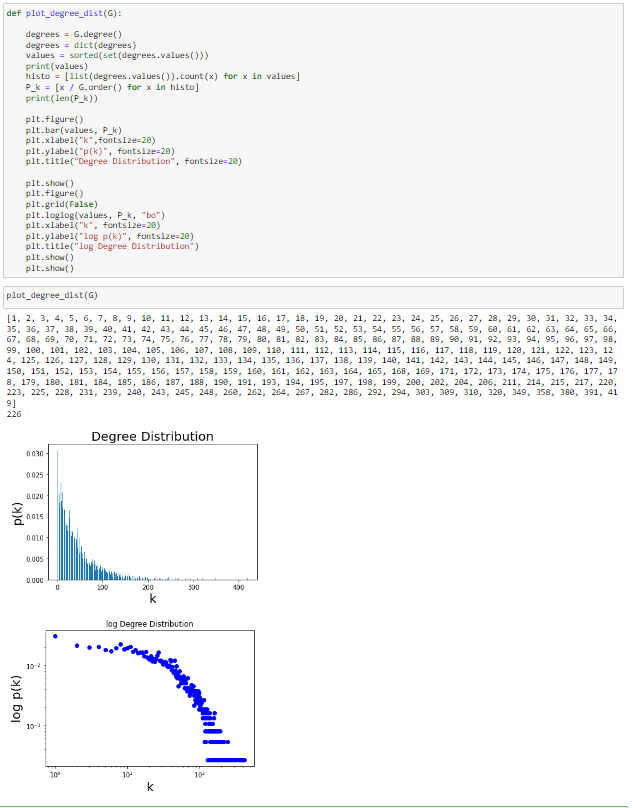 def plot_degree_dist(G):
degrees = G.degree()
degrees = dict(degrees)
values = sorted(set(degrees.values()))
print(values)
histo = [list(degrees.values()).count(x) for x in values]
P_k = [x / G.order() for x in histo]
print(len(P_k))
plt.figure()
plt.bar(values, P_k)
plt.xlabel("k",fontsize=20)
plt.ylabel("p(k)", fontsize=20)
plt.title("Degree Distribution", fontsize=20)
plt.show()
plt.figure()
plt.grid(False)
plt.loglog(values, P_k, "bo")
plt.xlabel("k", fontsize=20)
plt.ylabel("log p(k)", fontsize=20)
plt.title("log Degree Distribution")
plt.show()
plt.show()
plot_degree_dist(G)
[1, 2, 3, 4, 5, 6, 7, 8, 9, 10, 11, 12, 13, 14, 15, 16, 17, 18, 19, 20, 21, 22, 23, 24, 25, 26, 27, 28, 29, 30, 31, 32, 33, 34,
35, 36, 37, 38, 39, 40, 41, 42, 43, 44, 45, 46, 47, 48, 49, 50, 51, 52, 53, 54, 55, 56, 57, 58, 59, 60, 61, 62, 63, 64, 65, 66,
67, 68, 69, 70, 71, 72, 73, 74, 75, 76, 77, 78, 79, 80, 81, 82, 83, 84, 85, 86, 87, 88, 89, 90, 91, 92, 93, 94, 95, 96, 97, 98,
99, 100, 101, 102, 103, 104, 105, 106, 107, 108, 109, 110, 111, 112, 113, 114, 115, 116, 117, 118, 119, 120, 121, 122, 123, 12
4, 125, 126, 127, 128, 129, 130, 131, 132, 133, 134, 135, 136, 137, 138, 139, 140, 141, 142, 143, 144, 145, 146, 147, 148, 149,
150, 151, 152, 153, 154, 155, 156, 157, 158, 159, 160, 161, 162, 163, 164, 165, 168, 169, 171, 172, 173, 174, 175, 176, 177, 17
8, 179, 180, 181, 184, 185, 186, 187, 188, 190, 191, 193, 194, 195, 197, 198, 199, 200, 202, 204, 206, 211, 214, 215, 217, 220,
223, 225, 228, 231, 239, 240, 243, 245, 248, 260, 262, 264, 267, 282, 286, 292, 294, 303, 309, 310, 320, 349, 358, 380, 391, 41
9]
226
Degree Distribution
p(k)
0.030
0.025
0.020
0.015
0.010
0.005
0.000
0 100 200 300 400
k
log Degree Distribution
log p(k)
10⁻²
10⁻³
10⁰ 10¹ 10²
k